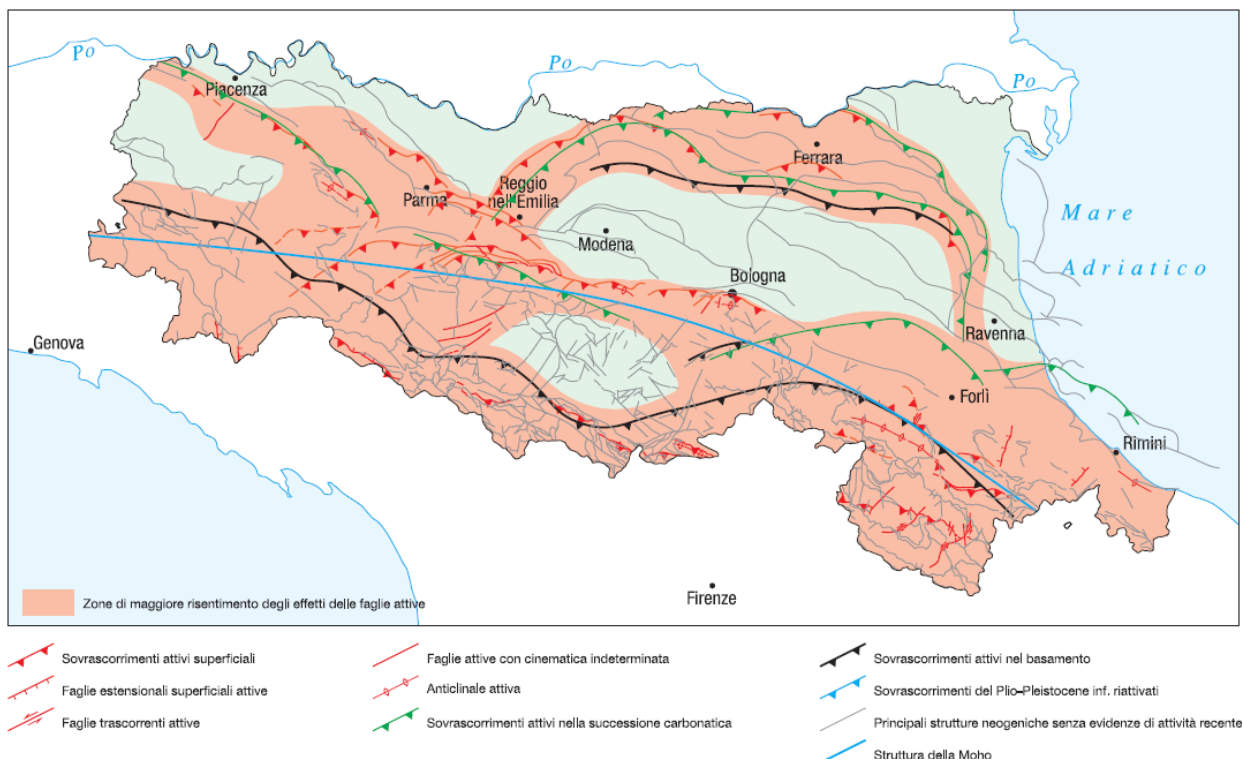 Po
Po
Po
Piacenza
Ferrara
Parma
Reggio
nell'Emilia
Mare
Modena
Adriatico
Bologna
Ravenna
Genova
Forlì
Rimini
Firenze
Zone di maggiore risentimento degli effetti delle faglie attive
Sovrascorrimenti attivi superficiali
Faglie estensionali superficiali attive
Faglie trascorrenti attive
Faglie attive con cinematica indeterminata
Anticlinale attiva
Sovrascorrimenti attivi nella successione carbonatica
Sovrascorrimenti attivi nel basamento
Sovrascorrimenti del Plio–Pleistocene inf. riattivati
Principali strutture neogeniche senza evidenze di attività recente
Struttura della Moho